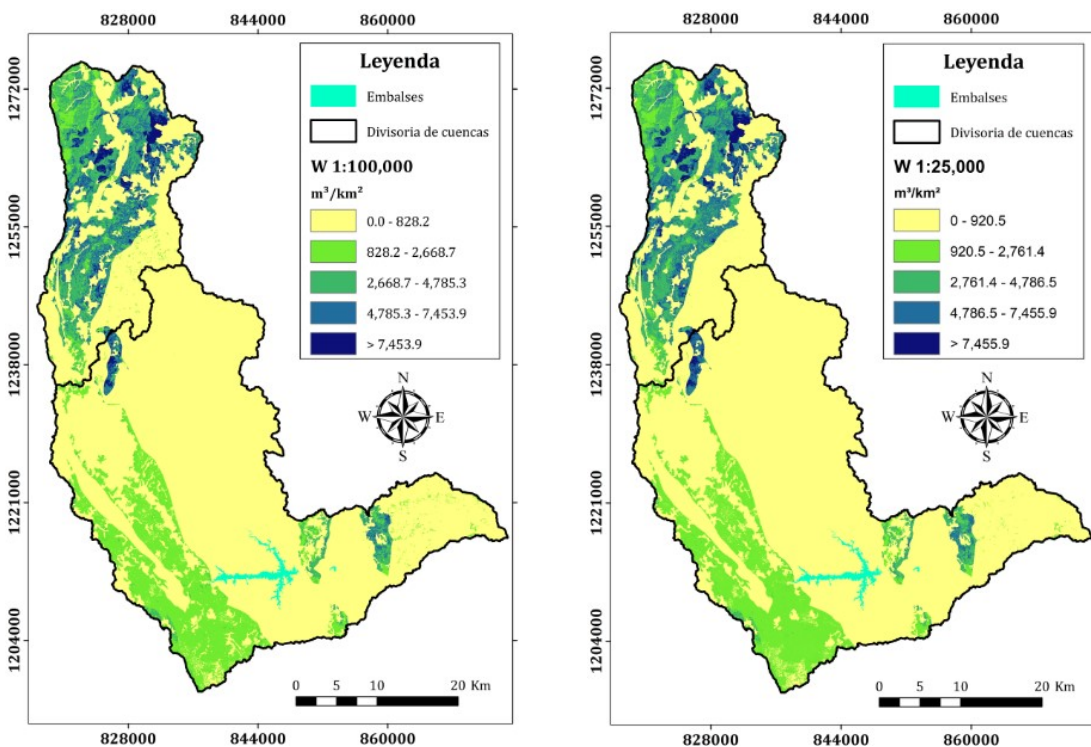 828000 844000 860000
Leyenda
Embalses
Divisoria de cuencas
W 1:100,000
m³/km²
0.0 - 828.2
828.2 - 2,668.7
2,668.7 - 4,785.3
4,785.3 - 7,453.9
> 7,453.9
1272000
1255000
1238000
1221000
1204000
N
W E
S
0 5 10 20 Km
828000 844000 860000
828000 844000 860000
Leyenda
Embalses
Divisoria de cuencas
W 1:25,000
m³/km²
0 - 920.5
920.5 - 2,761.4
2,761.4 - 4,786.5
4,786.5 - 7,455.9
> 7,455.9
1272000
1255000
1238000
1221000
1204000
N
W E
S
0 5 10 20 Km
828000 844000 860000